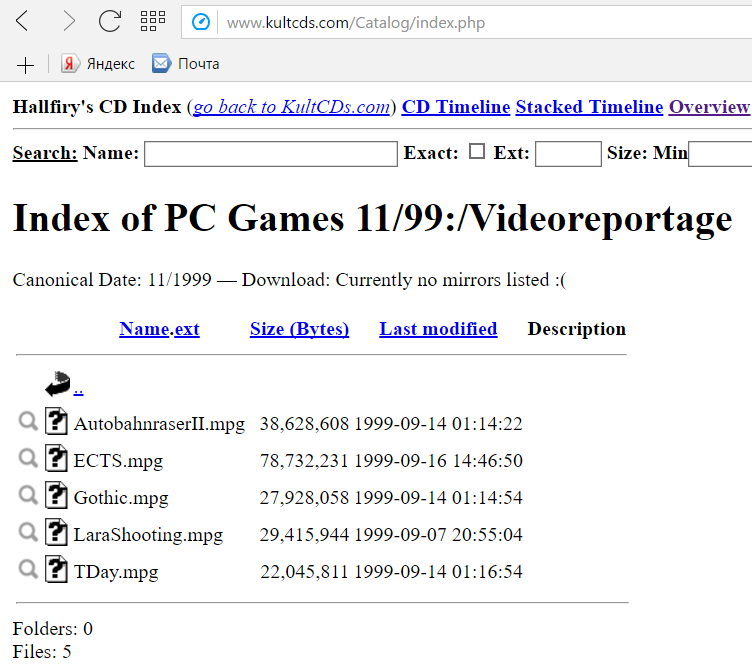 www.kultcds.com/Catalog/index.php
Яндекс Почта
Hallfiry's CD Index (go back to KultCDs.com) CD Timeline Stacked Timeline Overview
Search: Name: Exact: Ext: Size: Min
Index of PC Games 11/99:/Videoreportage
Canonical Date: 11/1999 — Download: Currently no mirrors listed :(
Name.ext Size (Bytes) Last modified Description
..
AutobahnraserII.mpg 38,628,608 1999-09-14 01:14:22
ECTS.mpg 78,732,231 1999-09-16 14:46:50
Gothic.mpg 27,928,058 1999-09-14 01:14:54
LaraShooting.mpg 29,415,944 1999-09-07 20:55:04
TDay.mpg 22,045,811 1999-09-14 01:16:54
Folders: 0
Files: 5